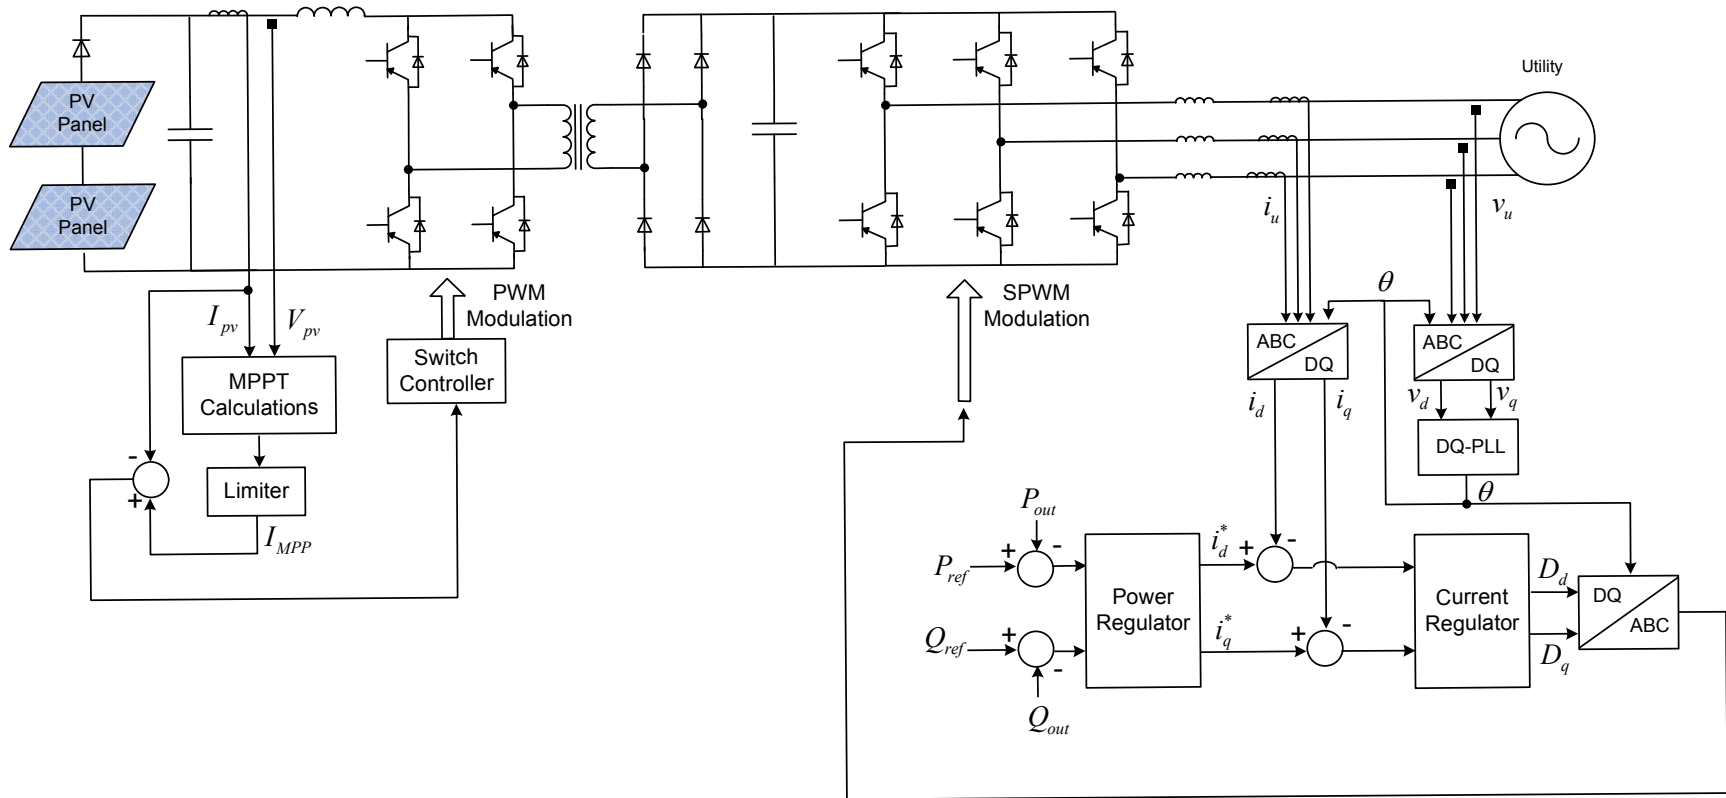 Utility
PV
Panel
PV
Panel
i_u
v_u
I_pv
V_pv
PWM
Modulation
SPWM
Modulation
θ
MPPT
Calculations
Switch
Controller
ABC
DQ
ABC
DQ
i_d
i_q
v_d
v_q
DQ-PLL
-
+
Limiter
I_MPP
θ
P_out
P_ref
+
-
i_d^*
+
-
Power
Regulator
Current
Regulator
D_d
DQ
ABC
Q_ref
+
-
i_q^*
+
-
D_q
Q_out